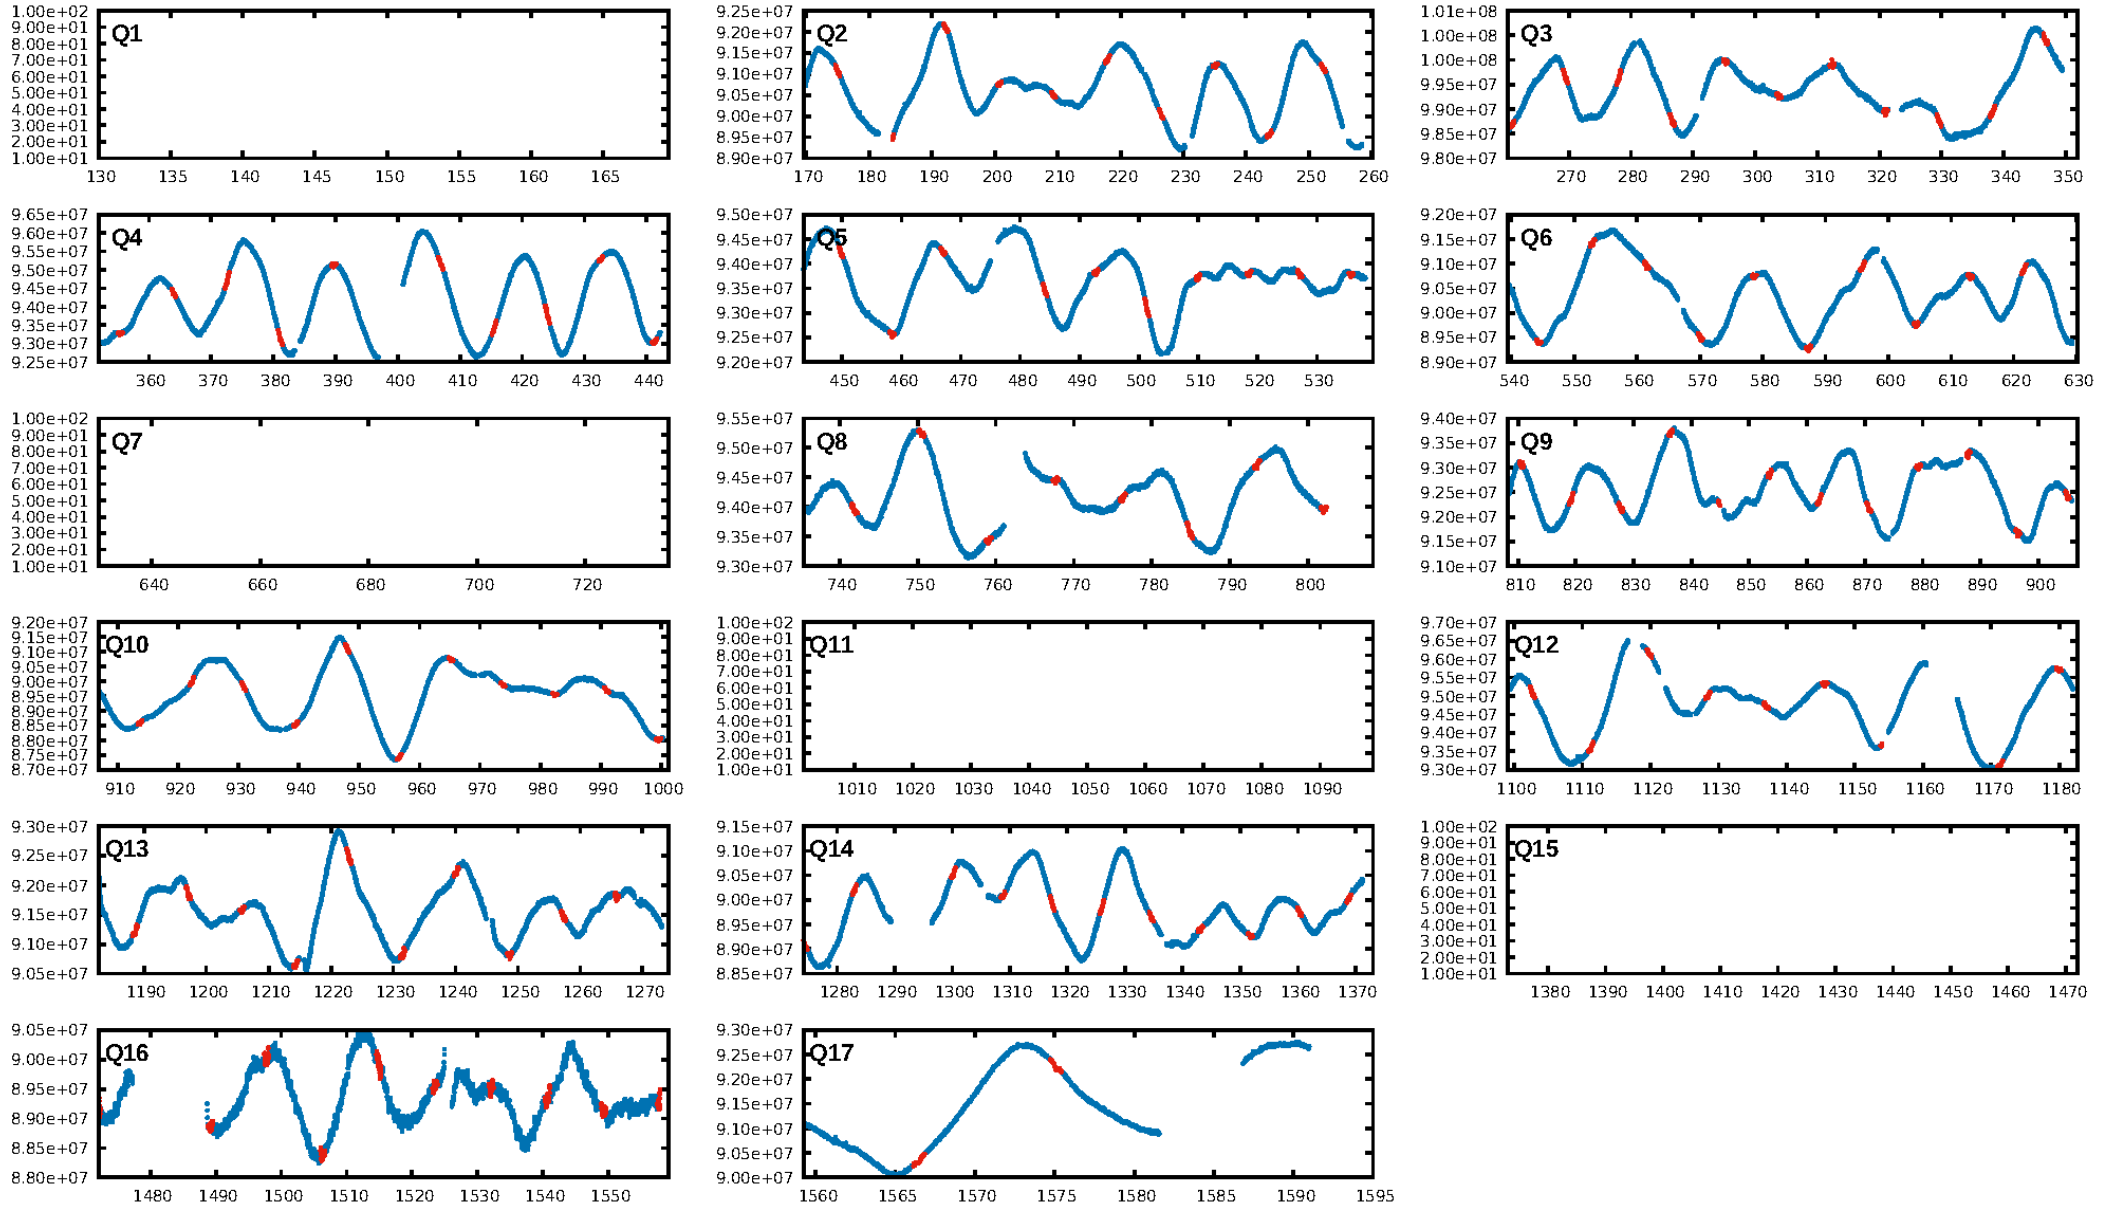 1.00e+02
9.00e+01
8.00e+01
7.00e+01
6.00e+01
5.00e+01
4.00e+01
3.00e+01
2.00e+01
1.00e+01
Q1
130 135 140 145 150 155 160 165
9.25e+07
9.20e+07
9.15e+07
9.10e+07
9.05e+07
9.00e+07
8.95e+07
8.90e+07
Q2
170 180 190 200 210 220 230 240 250 260
1.01e+08
1.00e+08
1.00e+08
9.95e+07
9.90e+07
9.85e+07
9.80e+07
Q3
270 280 290 300 310 320 330 340 350
9.65e+07
9.60e+07
9.55e+07
9.50e+07
9.45e+07
9.40e+07
9.35e+07
9.30e+07
9.25e+07
Q4
360 370 380 390 400 410 420 430 440
9.50e+07
9.45e+07
9.40e+07
9.35e+07
9.30e+07
9.25e+07
9.20e+07
Q5
450 460 470 480 490 500 510 520 530
9.20e+07
9.15e+07
9.10e+07
9.05e+07
9.00e+07
8.95e+07
8.90e+07
Q6
540 550 560 570 580 590 600 610 620 630
1.00e+02
9.00e+01
8.00e+01
7.00e+01
6.00e+01
5.00e+01
4.00e+01
3.00e+01
2.00e+01
1.00e+01
Q7
640 660 680 700 720
9.55e+07
9.50e+07
9.45e+07
9.40e+07
9.35e+07
9.30e+07
Q8
740 750 760 770 780 790 800
9.40e+07
9.35e+07
9.30e+07
9.25e+07
9.20e+07
9.15e+07
9.10e+07
Q9
810 820 830 840 850 860 870 880 890 900
9.20e+07
9.15e+07
9.10e+07
9.05e+07
9.00e+07
8.95e+07
8.90e+07
8.85e+07
8.80e+07
8.75e+07
8.70e+07
Q10
910 920 930 940 950 960 970 980 990 1000
1.00e+02
9.00e+01
8.00e+01
7.00e+01
6.00e+01
5.00e+01
4.00e+01
3.00e+01
2.00e+01
1.00e+01
Q11
1010 1020 1030 1040 1050 1060 1070 1080 1090
9.70e+07
9.65e+07
9.60e+07
9.55e+07
9.50e+07
9.45e+07
9.40e+07
9.35e+07
9.30e+07
Q12
1100 1110 1120 1130 1140 1150 1160 1170 1180
9.30e+07
9.25e+07
9.20e+07
9.15e+07
9.10e+07
9.05e+07
Q13
1190 1200 1210 1220 1230 1240 1250 1260 1270
9.15e+07
9.10e+07
9.05e+07
9.00e+07
8.95e+07
8.90e+07
8.85e+07
Q14
1280 1290 1300 1310 1320 1330 1340 1350 1360 1370
1.00e+02
9.00e+01
8.00e+01
7.00e+01
6.00e+01
5.00e+01
4.00e+01
3.00e+01
2.00e+01
1.00e+01
Q15
1380 1390 1400 1410 1420 1430 1440 1450 1460 1470
9.05e+07
9.00e+07
8.95e+07
8.90e+07
8.85e+07
8.80e+07
Q16
1480 1490 1500 1510 1520 1530 1540 1550
9.30e+07
9.25e+07
9.20e+07
9.15e+07
9.10e+07
9.05e+07
9.00e+07
Q17
1560 1565 1570 1575 1580 1585 1590 1595